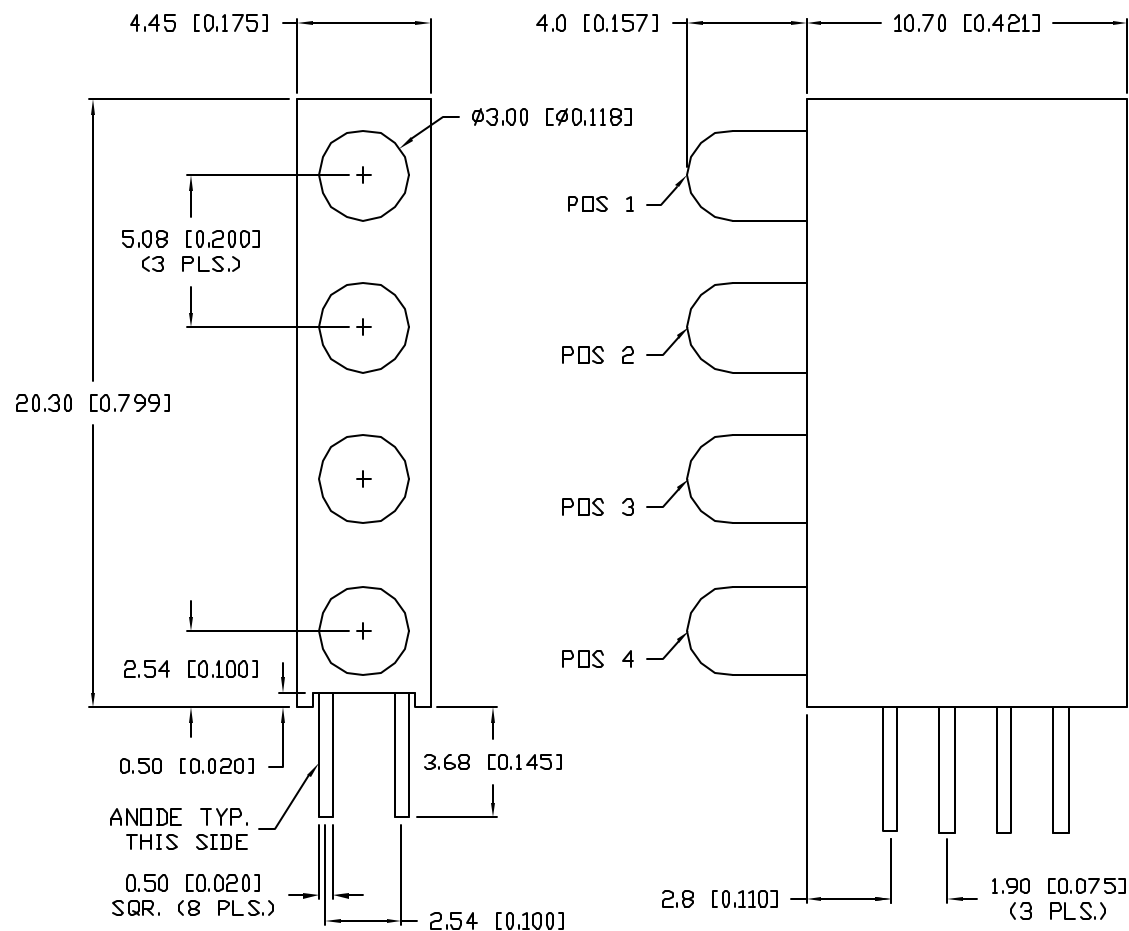 4.45 [0.175]
4.0 [0.157]
10.70 [0.421]
Ø3.00 [Ø0.118]
POS 1
5.08 [0.200]
(3 PLS.)
POS 2
20.30 [0.799]
POS 3
POS 4
2.54 [0.100]
0.50 [0.020]
3.68 [0.145]
ANODE TYP.
THIS SIDE
0.50 [0.020]
SQR. (8 PLS.)
2.54 [0.100]
2.8 [0.110]
1.90 [0.075]
(3 PLS.)